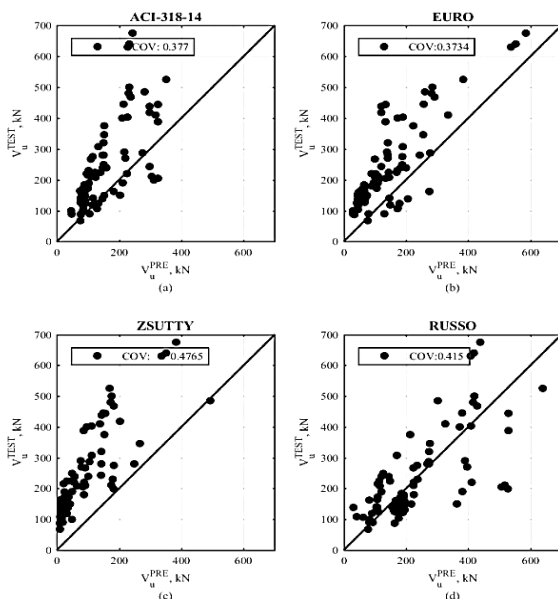 ACI-318-14
COV: 0.377
700
600
500
400
300
200
100
0
0
200
400
600
V_u^TEST, kN
V_u^PRE, kN
(a)
EURO
COV: 0.3734
700
600
500
400
300
200
100
0
0
200
400
600
V_u^TEST, kN
V_u^PRE, kN
(b)
ZSUTTY
COV: 0.4765
700
600
500
400
300
200
100
0
0
200
400
600
V_u^TEST, kN
V_u^PRE, kN
(c)
RUSSO
COV:0.415
700
600
500
400
300
200
100
0
0
200
400
600
V_u^TEST, kN
V_u^PRE, kN
(d)